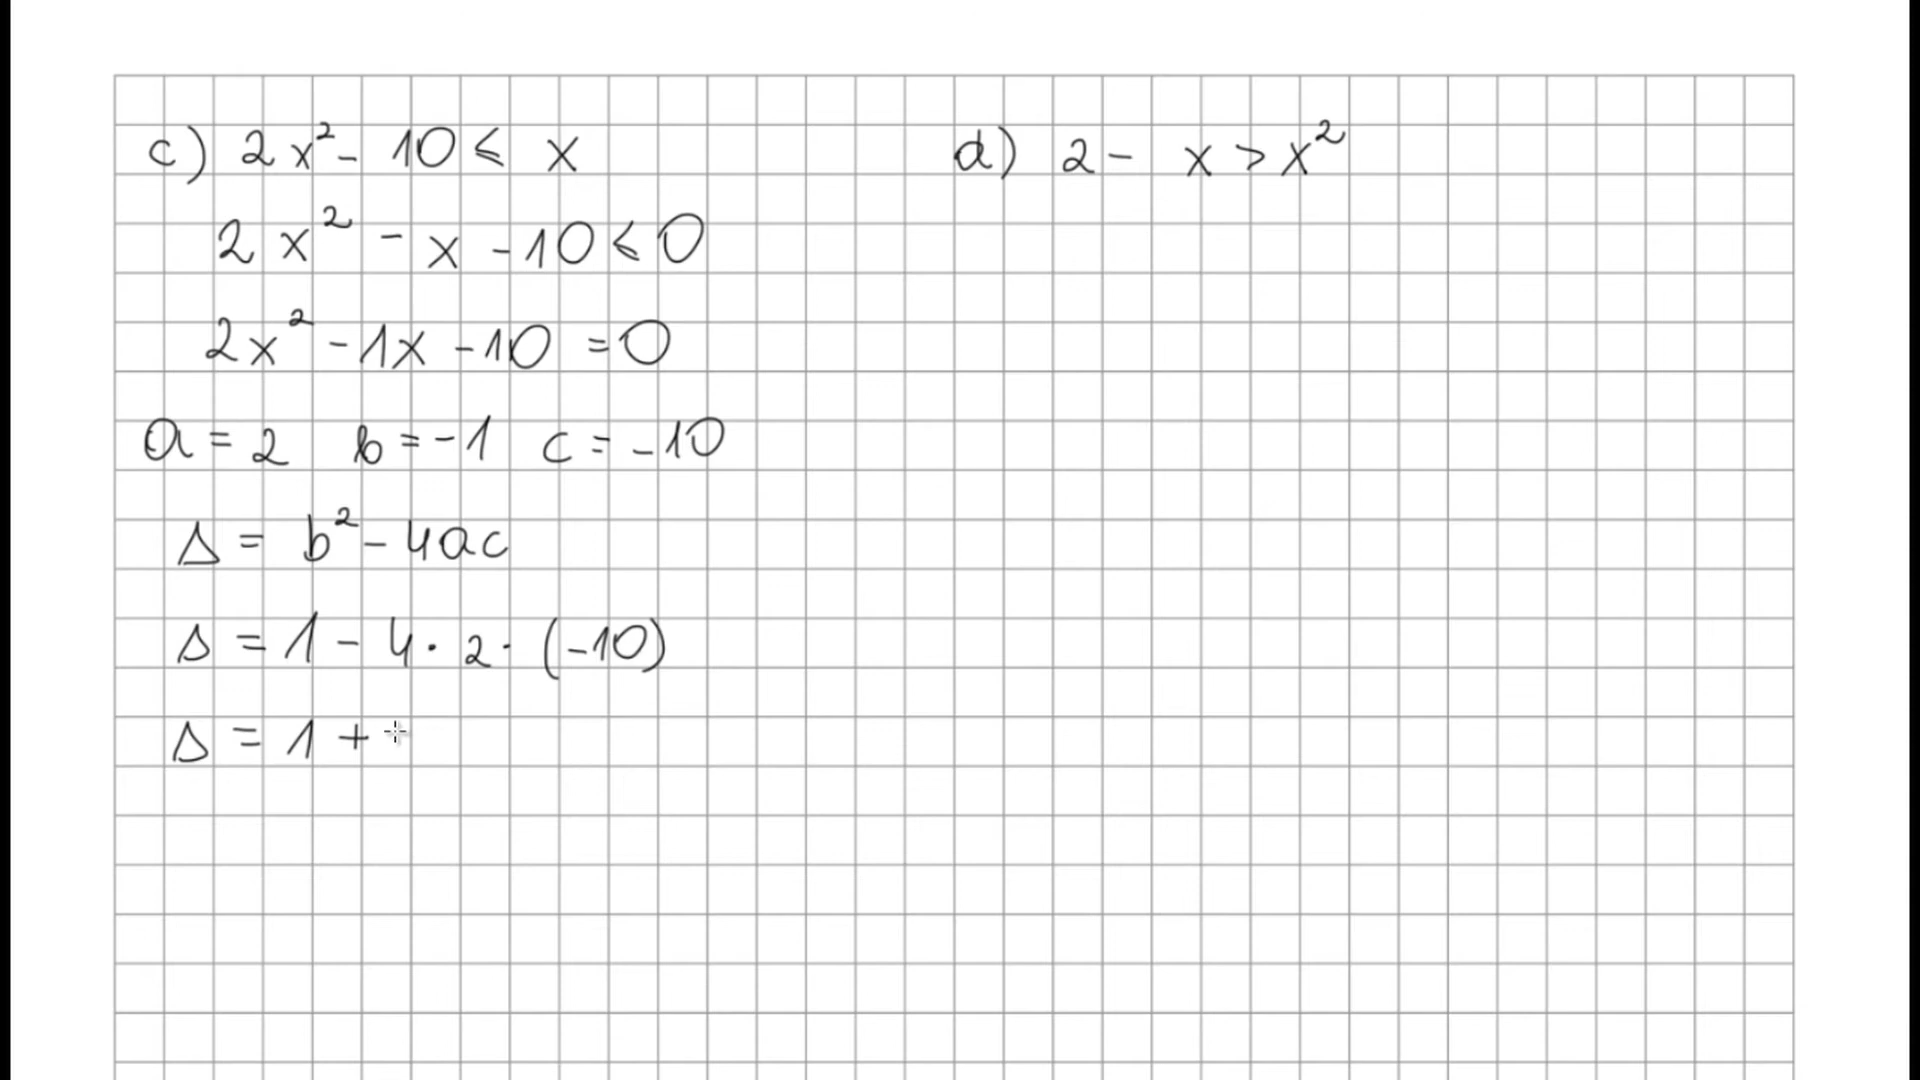 c) 2x² - 10 ⩽ x
2x² - x - 10 ⩽ 0
2x² - 1x - 10 = 0
a = 2 b = -1 c = -10
Δ = b² - 4ac
Δ = 1 - 4 · 2 · (-10)
Δ = 1 +
d) 2 - x > x²